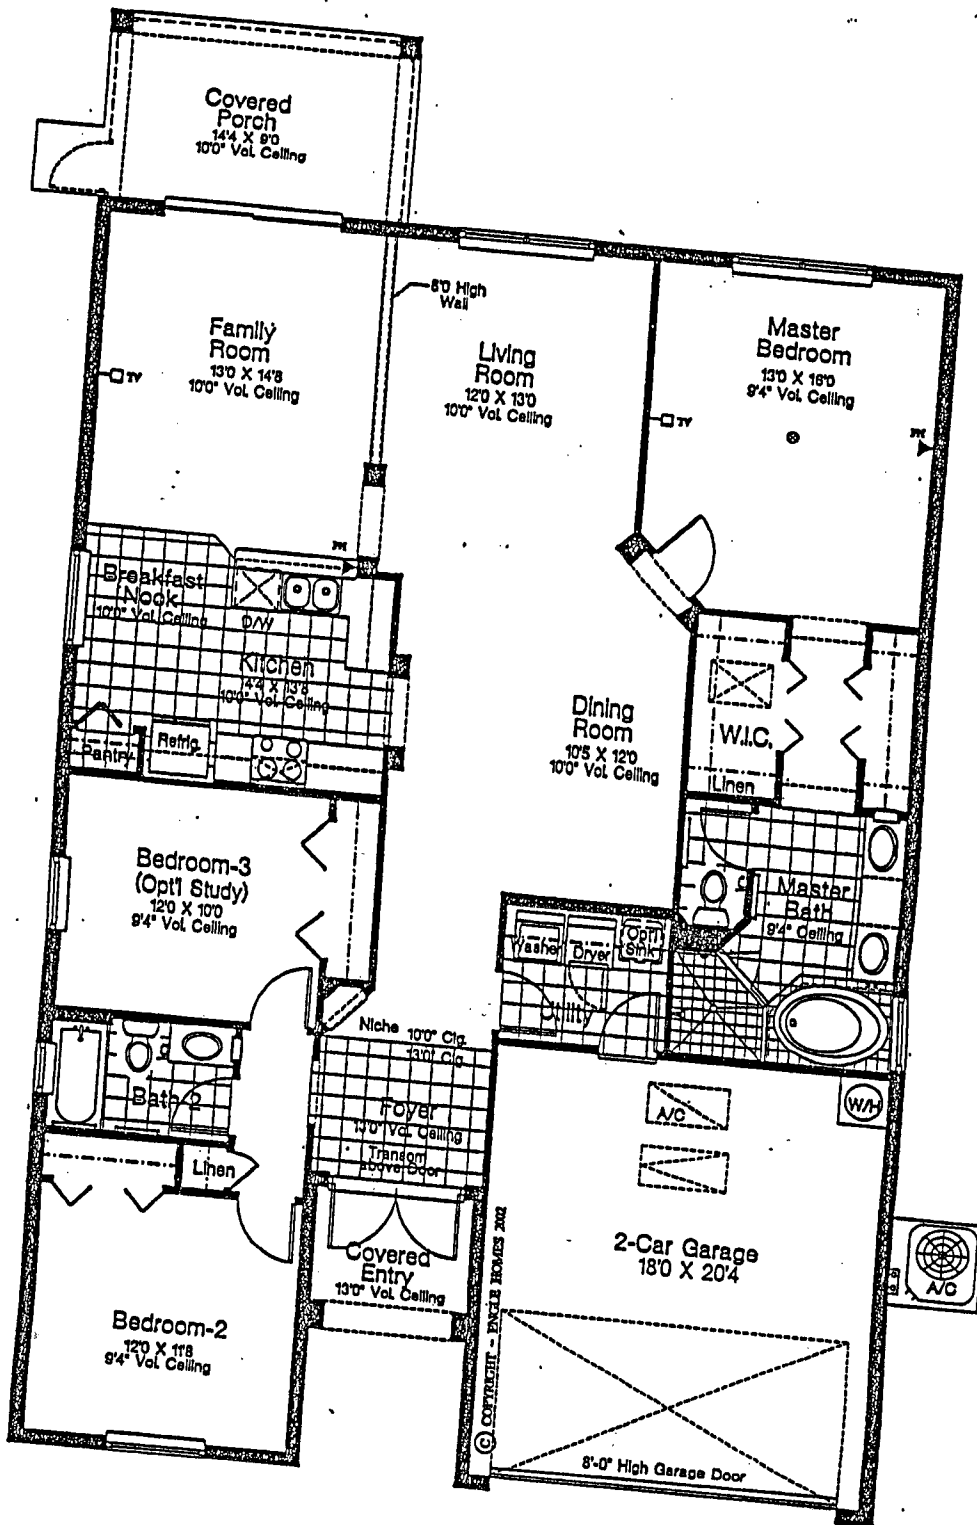 Covered
Porch
14'4 X 9'0
10'0" Vol. Ceiling
8'0 High
Wall
Family
Room
13'0 X 14'8
10'0" Vol. Ceiling
TV
Living
Room
12'0 X 13'0
10'0" Vol. Ceiling
TV
Master
Bedroom
13'0 X 16'0
9'4" Vol. Ceiling
PH
PH
Breakfast
Nook
10'0" Vol. Ceiling
D/W
Kitchen
14'4 X 13'8
10'0" Vol. Ceiling
Pantry
Refrig.
Dining
Room
10'5 X 12'0
10'0" Vol. Ceiling
W.I.C.
Linen
Bedroom-3
(Opt'l Study)
12'0 X 10'0
9'4" Vol. Ceiling
Master
Bath
9'4" Ceiling
Washer
Dryer
Opt'l
Sink
Utility
Niche
10'0" Clg.
13'0" Clg.
Foyer
13'0" Vol. Ceiling
Transom
above Door
Bath 2
Linen
A/C
W/H
Covered
Entry
13'0" Vol. Ceiling
2-Car Garage
18'0 X 20'4
A/C
Bedroom-2
12'0 X 11'8
9'4" Vol. Ceiling
© COPYRIGHT - ENGLE HOMES 2002
8'-0" High Garage Door